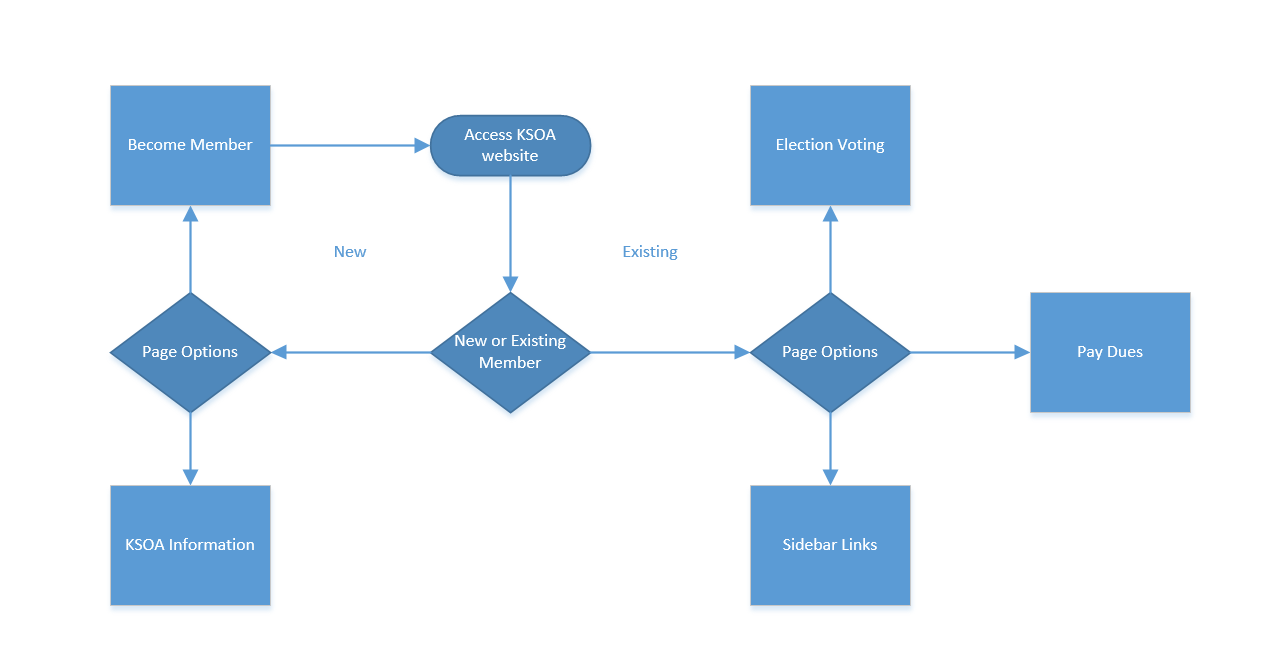 Become Member
Access KSOA
website
Election Voting
New
Existing
Page Options
New or Existing
Member
Page Options
Pay Dues
KSOA Information
Sidebar Links